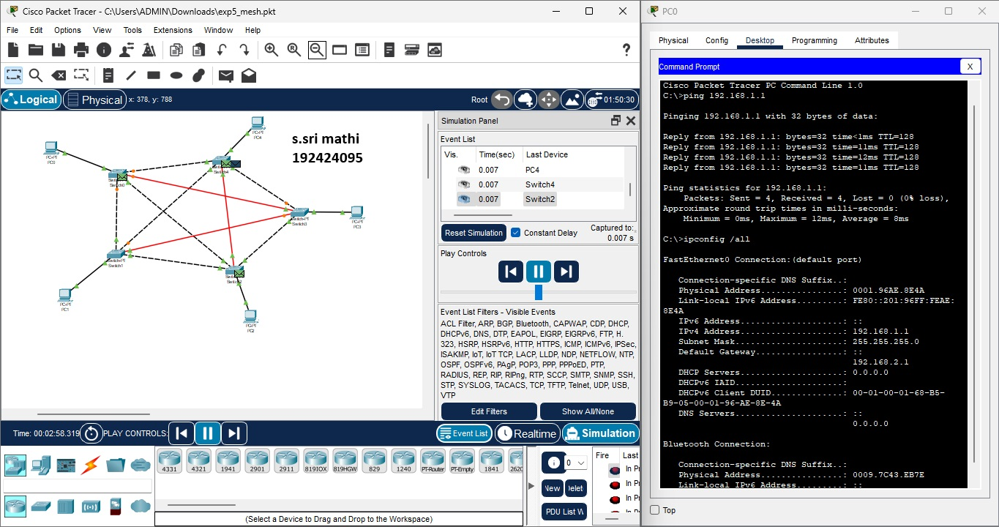 Cisco Packet Tracer - C:\Users\ADMIN\Downloads\exp5_mesh.pkt
File Edit Options View Tools Extensions Window Help
Logical Physical x: 378, y: 788 Root 01:50:30
s.sri mathi
192424095
PC-PT
PC0
PC-PT
PC4
Switch0
Switch4
Switch-PT
Switch3
PC-PT
PC3
Switch-PT
Switch1
PC-PT
PC1
PC-PT
PC2
Simulation Panel
Event List
Vis. Time(sec) Last Device
0.007 PC4
0.007 Switch4
0.007 Switch2
Reset Simulation Constant Delay Captured to:
0.007 s
Play Controls
Event List Filters - Visible Events
ACL Filter, ARP, BGP, Bluetooth, CAPWAP, CDP, DHCP,
DHCPv6, DNS, DTP, EAPOL, EIGRP, EIGRPv6, FTP, H.
323, HSRP, HSRPv6, HTTP, HTTPS, ICMP, ICMPv6, IPSec,
ISAKMP, IoT, IoT TCP, LACP, LLDP, NDP, NETFLOW, NTP,
OSPF, OSPFv6, PAgP, POP3, PPP, PPPoED, PTP,
RADIUS, REP, RIP, RIPng, RTP, SCCP, SMTP, SNMP, SSH,
STP, SYSLOG, TACACS, TCP, TFTP, Telnet, UDP, USB,
VTP
Edit Filters Show All/None
Time: 00:02:58.319 PLAY CONTROLS: Event List Realtime Simulation
4331 4321 1941 2901 2911 819IOX 819HGW 829 1240 PT-Router PT-Empty 1841 2620
(Select a Device to Drag and Drop to the Workspace)
0
PDU List W
Fire Last
In Pr
In Pr
In Pr
PC0
Physical Config Desktop Programming Attributes
Command Prompt X
Cisco Packet Tracer PC Command Line 1.0
C:\>ping 192.168.1.1
Pinging 192.168.1.1 with 32 bytes of data:
Reply from 192.168.1.1: bytes=32 time<1ms TTL=128
Reply from 192.168.1.1: bytes=32 time=11ms TTL=128
Reply from 192.168.1.1: bytes=32 time=12ms TTL=128
Reply from 192.168.1.1: bytes=32 time=11ms TTL=128
Ping statistics for 192.168.1.1:
Packets: Sent = 4, Received = 4, Lost = 0 (0% loss),
Approximate round trip times in milli-seconds:
Minimum = 0ms, Maximum = 12ms, Average = 8ms
C:\>ipconfig /all
FastEthernet0 Connection:(default port)
Connection-specific DNS Suffix..:
Physical Address................: 0001.96AE.8E4A
Link-local IPv6 Address.........: FE80::201:96FF:FEAE:
8E4A
IPv6 Address....................: ::
IPv4 Address....................: 192.168.1.1
Subnet Mask.....................: 255.255.255.0
Default Gateway.................: ::
192.168.2.1
DHCP Servers....................: 0.0.0.0
DHCPv6 IAID.....................:
DHCPv6 Client DUID..............: 00-01-00-01-68-B5-
B9-05-00-01-96-AE-8E-4A
DNS Servers.....................: ::
0.0.0.0
Bluetooth Connection:
Connection-specific DNS Suffix..:
Physical Address................: 0009.7C43.EB7E
Link-local IPv6 Address.........: ::
Top